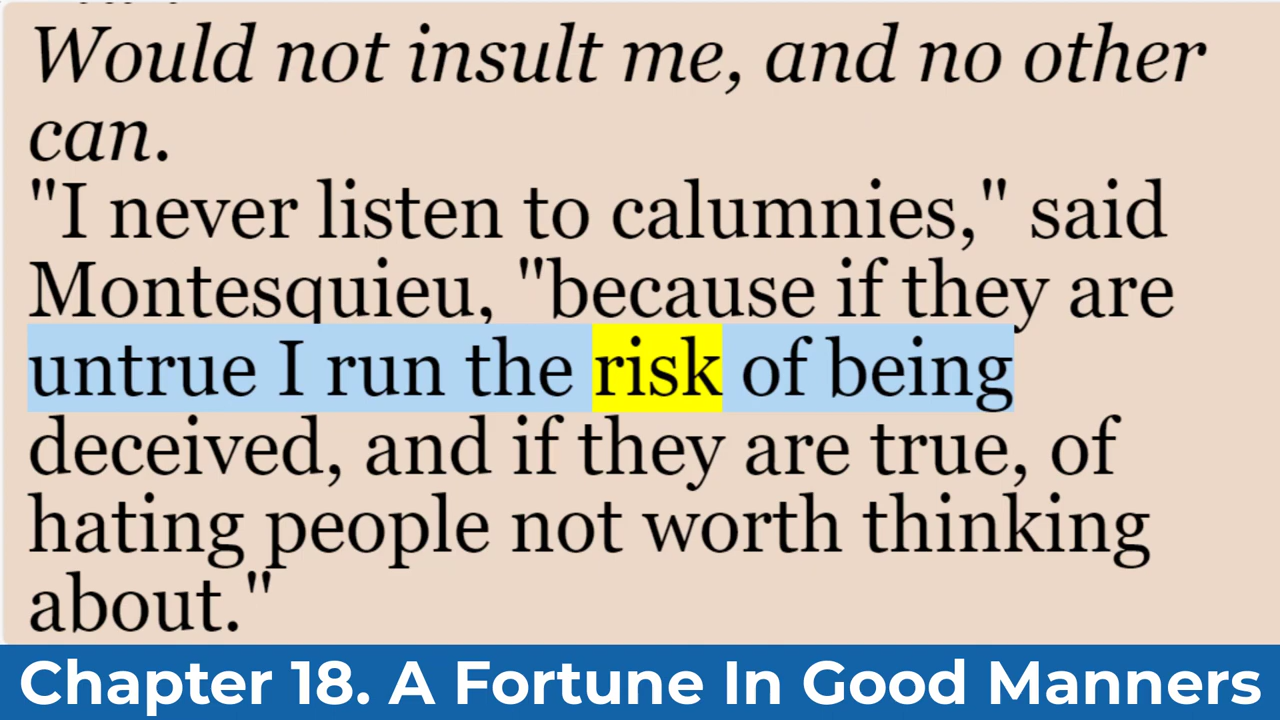 Would not insult me, and no other
can.
"I never listen to calumnies," said
Montesquieu, "because if they are
untrue I run the risk of being
deceived, and if they are true, of
hating people not worth thinking
about."
Chapter 18. A Fortune In Good Manners